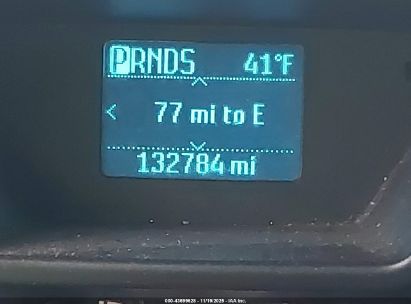 PRNDS 41°F
< 77 mi to E
132784 mi